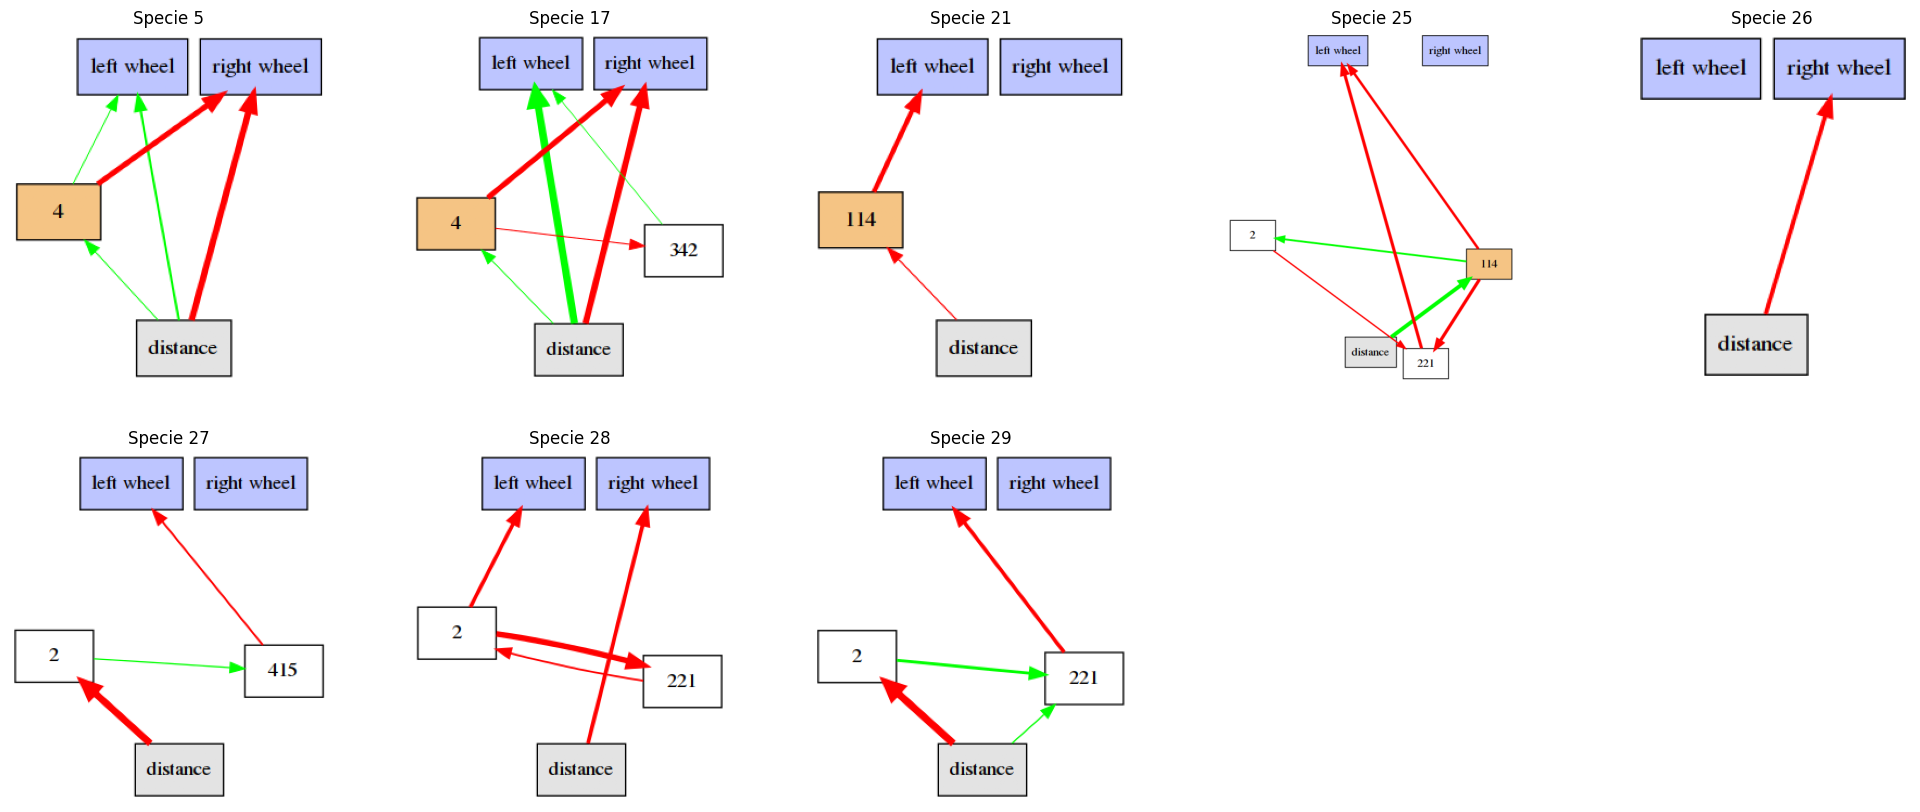 Specie 5
left wheel
right wheel
4
distance
Specie 17
left wheel
right wheel
4
342
distance
Specie 21
left wheel
right wheel
114
distance
Specie 25
left wheel
right wheel
2
114
distance
221
Specie 26
left wheel
right wheel
distance
Specie 27
left wheel
right wheel
2
415
distance
Specie 28
left wheel
right wheel
2
221
distance
Specie 29
left wheel
right wheel
2
221
distance